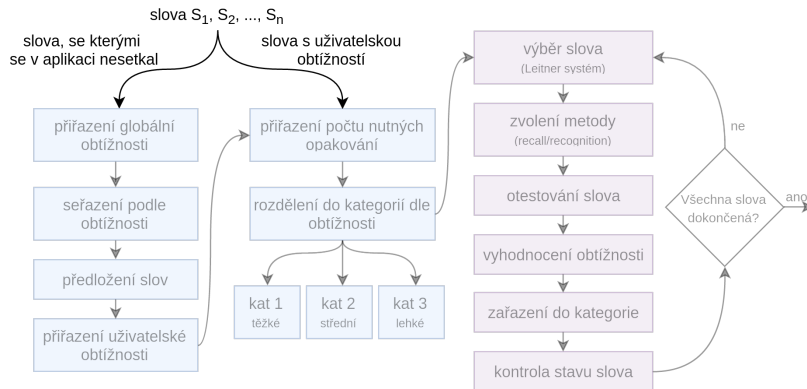 slova S1, S2, ..., Sn
slova, se kterými
se v aplikaci nesetkal
slova s uživatelskou
obtížností
přiřazení globální
obtížnosti
seřazení podle
obtížnosti
předložení slov
přiřazení uživatelské
obtížnosti
přiřazení počtu nutných
opakování
rozdělení do kategorií dle
obtížnosti
kat 1
těžké
kat 2
střední
kat 3
lehké
výběr slova
(Leitner systém)
zvolení metody
(recall/recognition)
otestování slova
vyhodnocení obtížnosti
zařazení do kategorie
kontrola stavu slova
ne
Všechna slova
dokončená?
ano